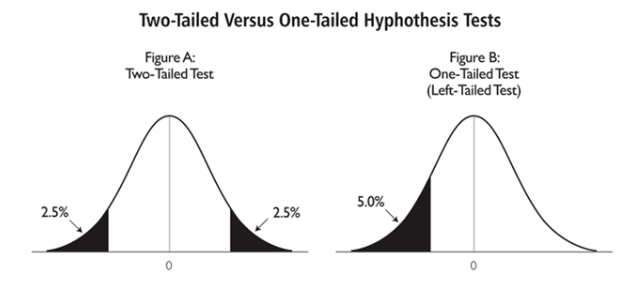 Two-Tailed Versus One-Tailed Hyphothesis Tests
Figure A:
Two-Tailed Test
2.5%
2.5%
0
Figure B:
One-Tailed Test
(Left-Tailed Test)
5.0%
0